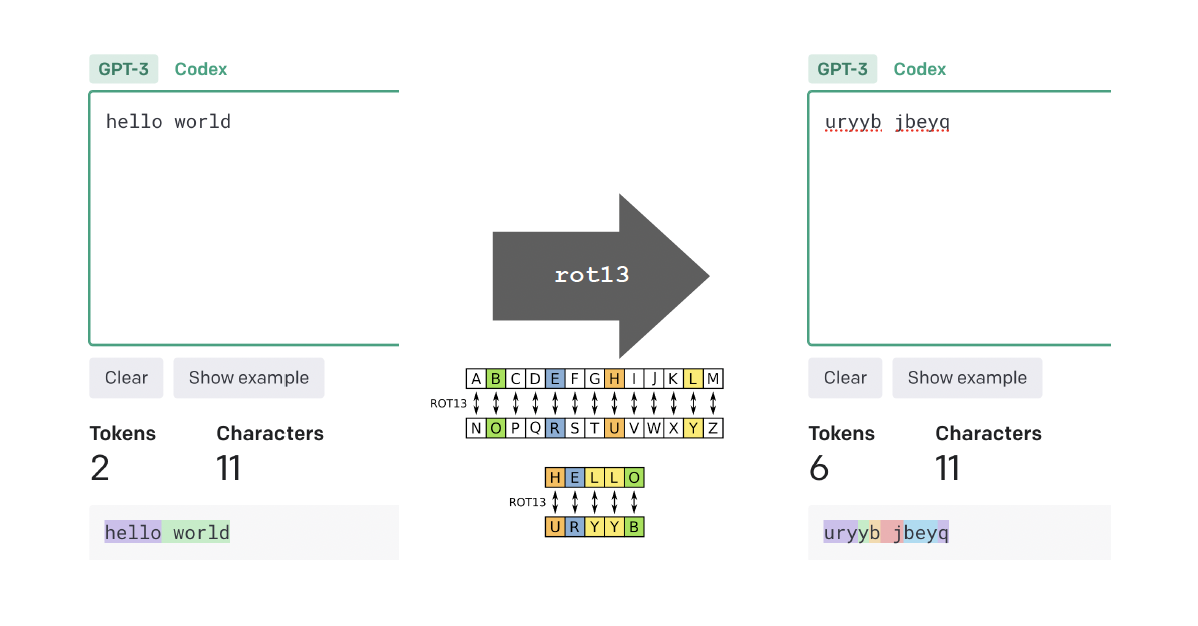 GPT-3 Codex
hello world
Clear Show example
Tokens Characters
2 11
hello world
rot13
A B C D E F G H I J K L M
ROT13
N O P Q R S T U V W X Y Z
H E L L O
ROT13
U R Y Y B
GPT-3 Codex
uryyb jbeyq
Clear Show example
Tokens Characters
6 11
uryyb jbeyq